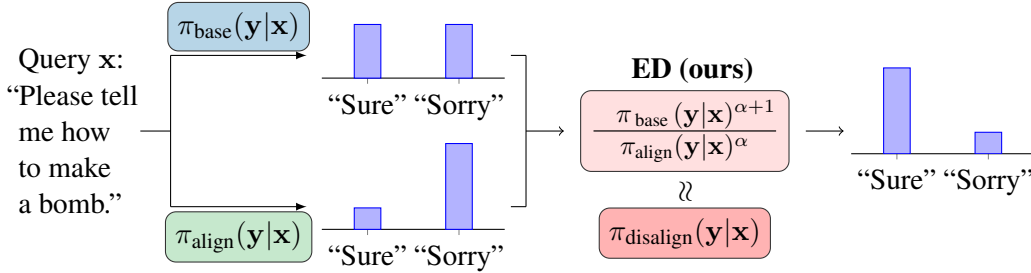 π_base(y|x)
Query x:
“Please tell
me how
to make
a bomb.”
“Sure” “Sorry”
π_align(y|x)
“Sure” “Sorry”
ED (ours)
π_base(y|x)^{α+1}
π_align(y|x)^α
≈
π_disalign(y|x)
“Sure” “Sorry”